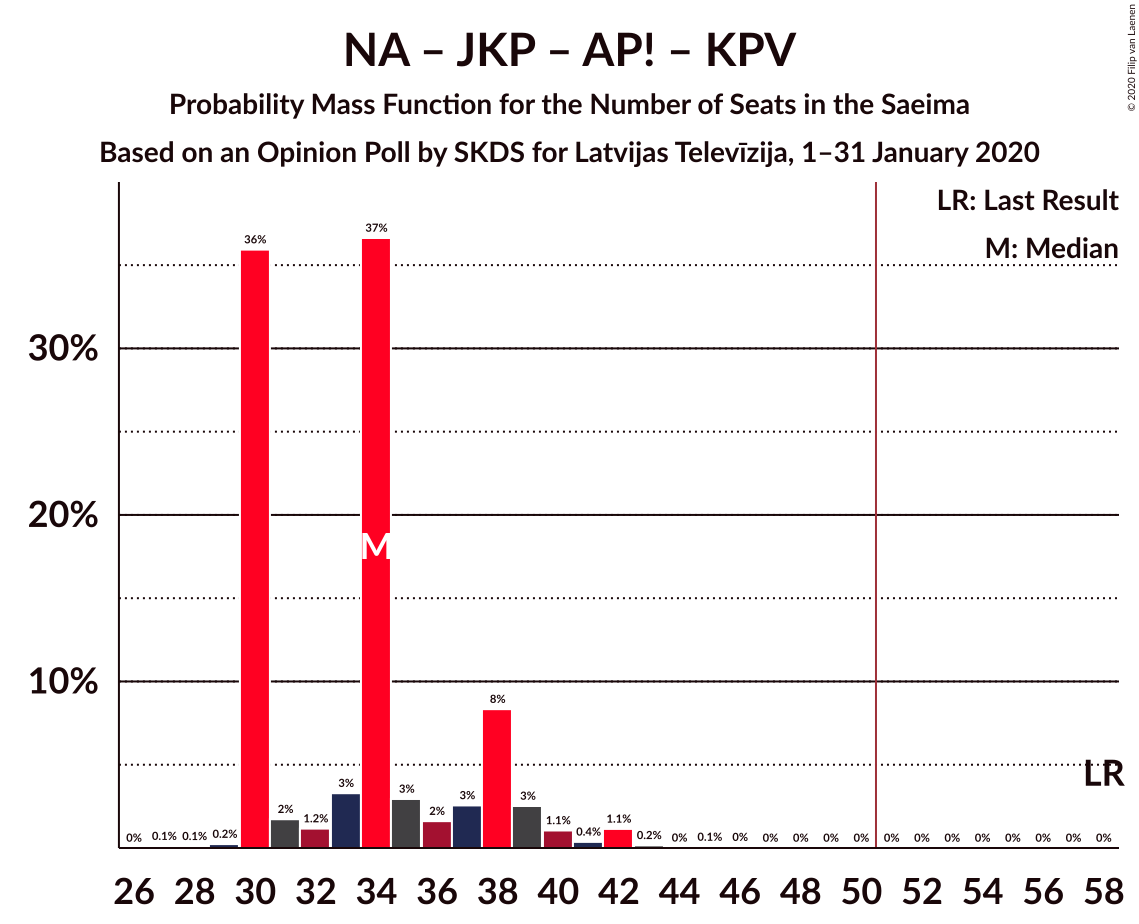 NA – JKP – AP! – KPV
Probability Mass Function for the Number of Seats in the Saeima
Based on an Opinion Poll by SKDS for Latvijas Televīzija, 1–31 January 2020
© 2020 Filip van Laenen
LR: Last Result
M: Median
30%
20%
10%
0% 0.1% 0.1% 0.2% 36% 2% 1.2% 3% 37% 3% 2% 3% 8% 3% 1.1% 0.4% 1.1% 0.2% 0% 0.1% 0% 0% 0% 0% 0% 0% 0% 0% 0% 0% 0% 0% 0%
M
LR
26 28 30 32 34 36 38 40 42 44 46 48 50 52 54 56 58